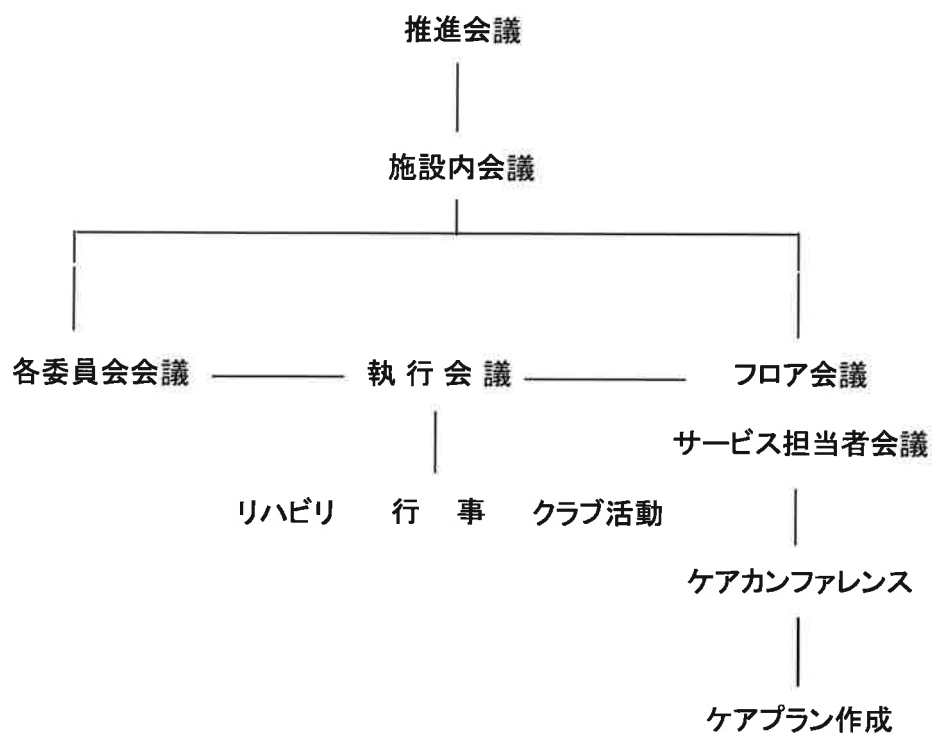 推進会議
施設内会議
各委員会会議 執行会議 フロア会議
サービス担当者会議
リハビリ 行事 クラブ活動
ケアカンファレンス
ケアプラン作成